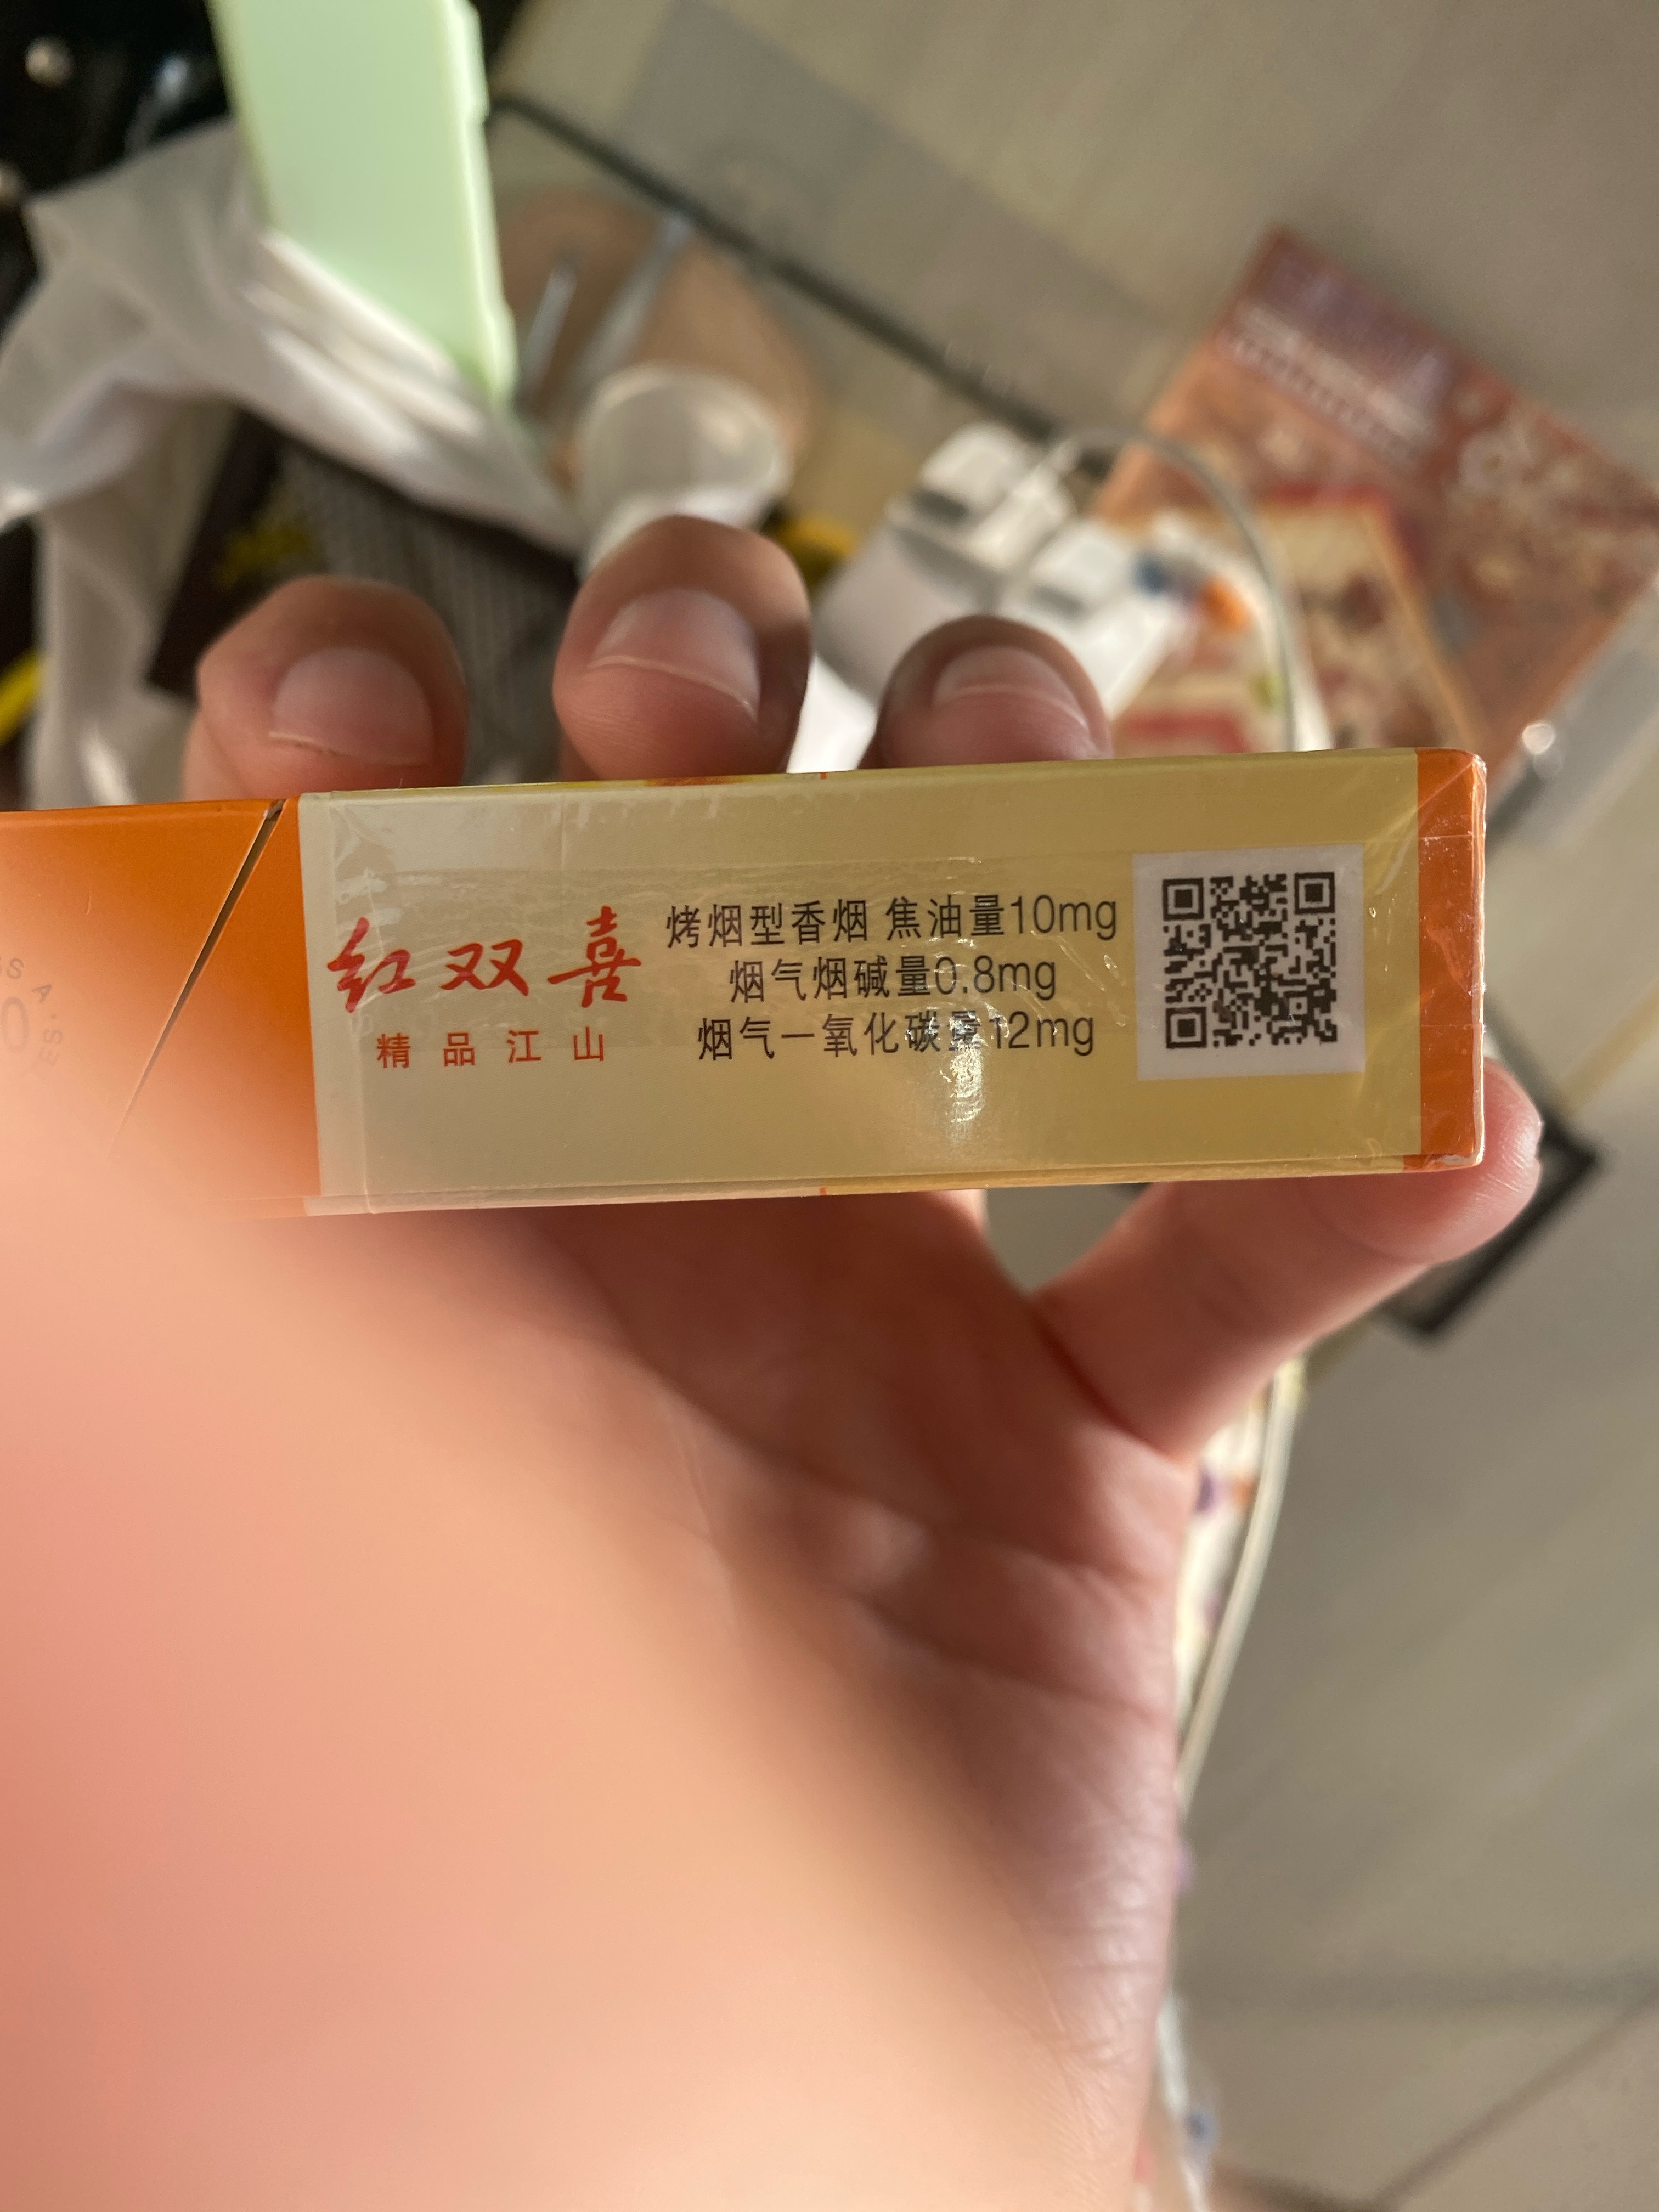 红双喜
精品江山
烤烟型香烟 焦油量10mg
烟气烟碱量0.8mg
烟气一氧化碳量12mg